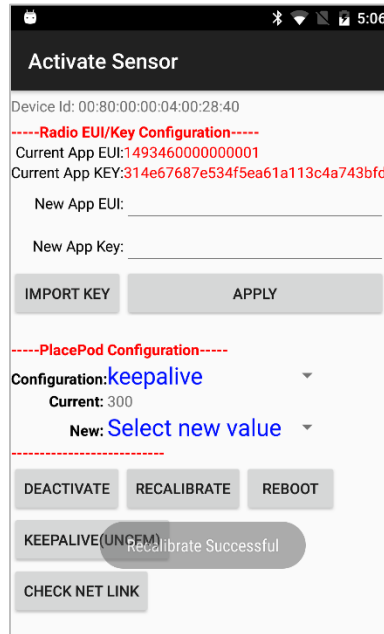 5:06
Activate Sensor
Device Id: 00:80:00:00:04:00:28:40
-----Radio EUI/Key Configuration-----
Current App EUI:1493460000000001
Current App KEY:314e67687e534f5ea61a113c4a743bfd
New App EUI:
New App Key:
IMPORT KEY APPLY
-----PlacePod Configuration-----
Configuration:keepalive
Current: 300
New: Select new value
--------------------------
DEACTIVATE RECALIBRATE REBOOT
KEEPALIVE(UNCFM)
Recalibrate Successful
CHECK NET LINK